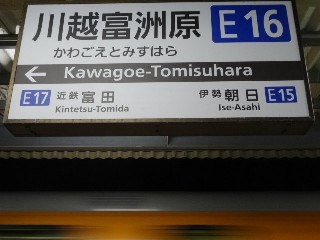 川越富洲原 E16
かわごえとみすはら
← Kawagoe-Tomisuhara
E17 近鉄富田 伊勢朝日 E15
Kintetsu-Tomida Ise-Asahi